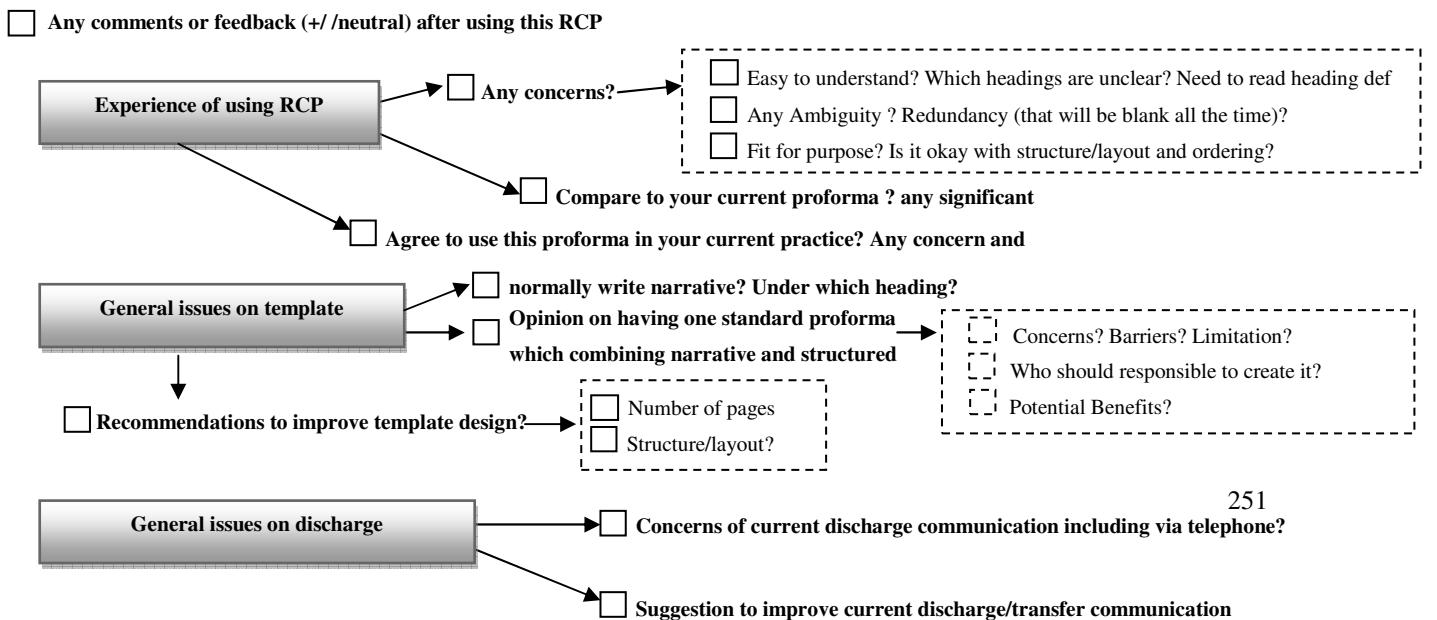 Any comments or feedback (+/ /neutral) after using this RCP
Experience of using RCP
Any concerns?
Easy to understand? Which headings are unclear? Need to read heading def
Any Ambiguity ? Redundancy (that will be blank all the time)?
Fit for purpose? Is it okay with structure/layout and ordering?
Compare to your current proforma ? any significant
Agree to use this proforma in your current practice? Any concern and
General issues on template
normally write narrative? Under which heading?
Opinion on having one standard proforma
which combining narrative and structured
Concerns? Barriers? Limitation?
Who should responsible to create it?
Potential Benefits?
Recommendations to improve template design?
Number of pages
Structure/layout?
251
General issues on discharge
Concerns of current discharge communication including via telephone?
Suggestion to improve current discharge/transfer communication